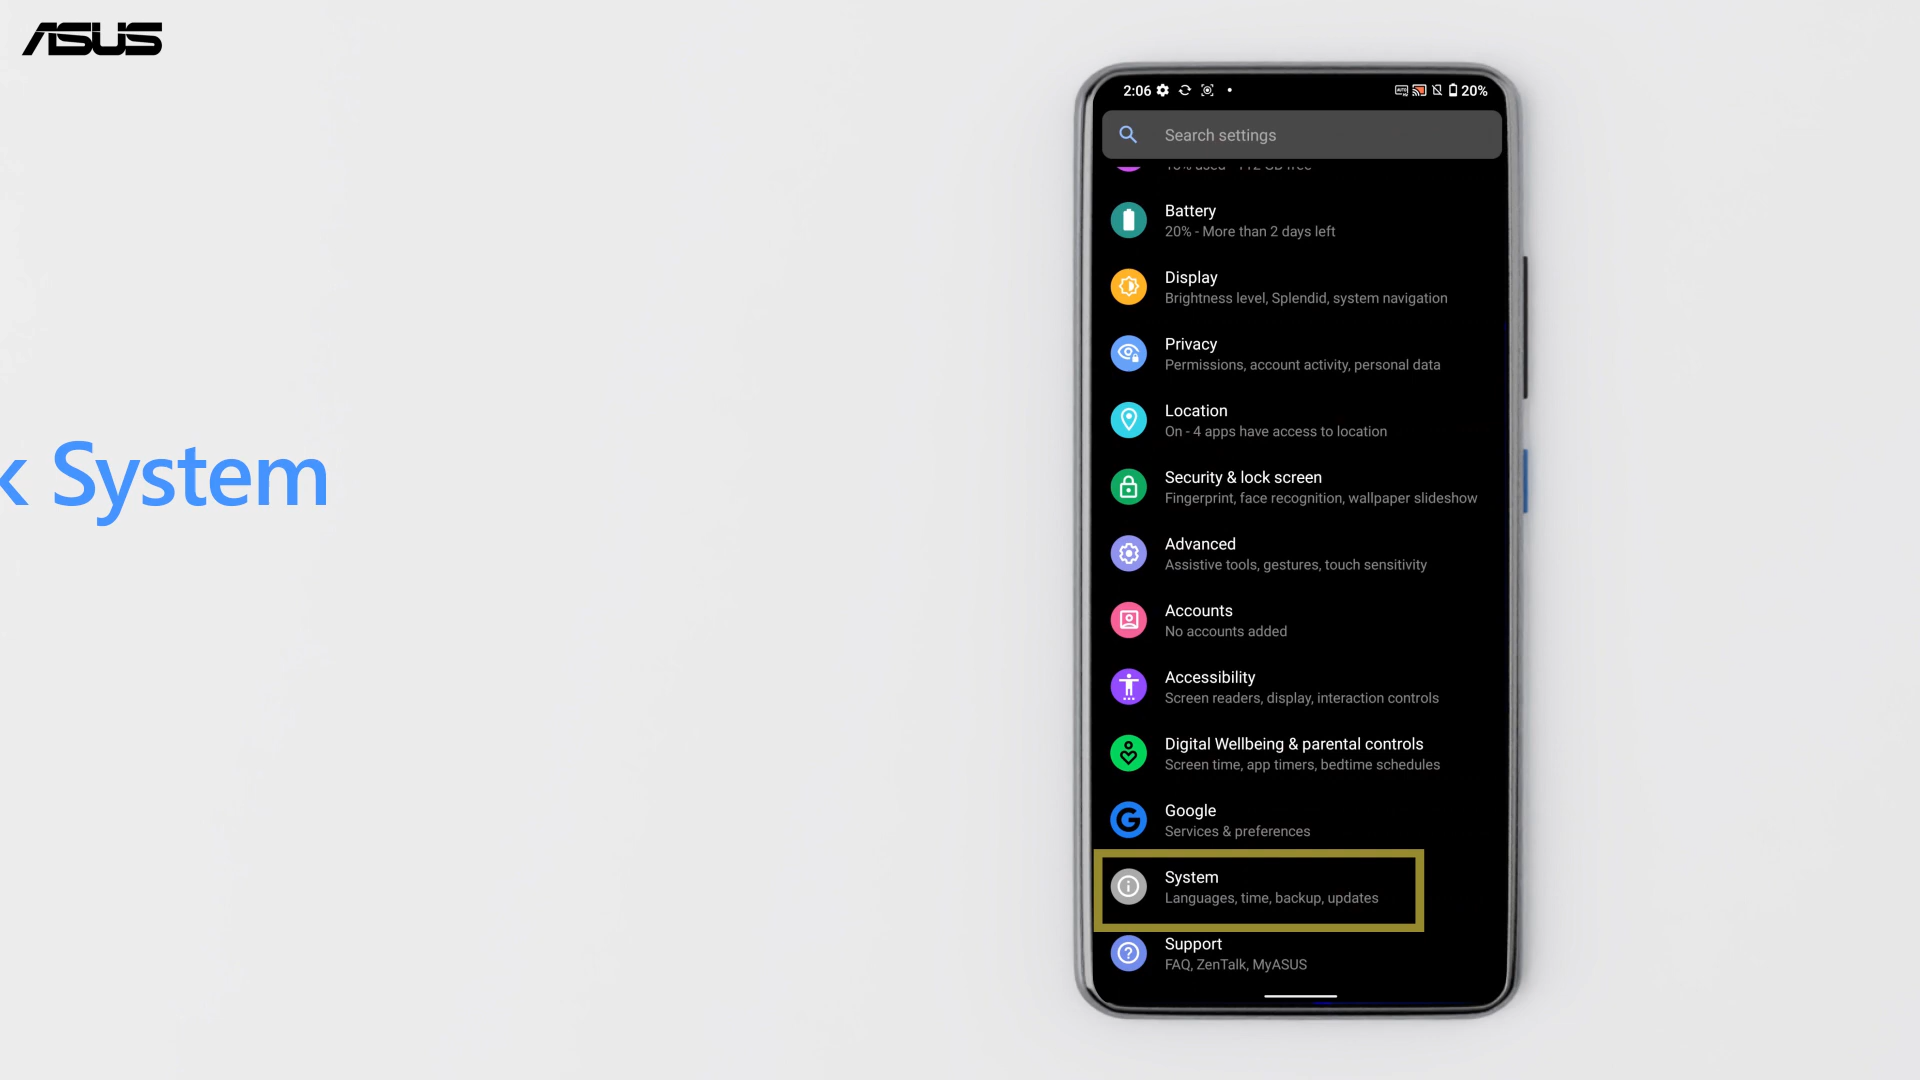 ASUS
k System
2:06 20%
Search settings
Battery
20% - More than 2 days left
Display
Brightness level, Splendid, system navigation
Privacy
Permissions, account activity, personal data
Location
On - 4 apps have access to location
Security & lock screen
Fingerprint, face recognition, wallpaper slideshow
Advanced
Assistive tools, gestures, touch sensitivity
Accounts
No accounts added
Accessibility
Screen readers, display, interaction controls
Digital Wellbeing & parental controls
Screen time, app timers, bedtime schedules
Google
Services & preferences
System
Languages, time, backup, updates
Support
FAQ, ZenTalk, MyASUS